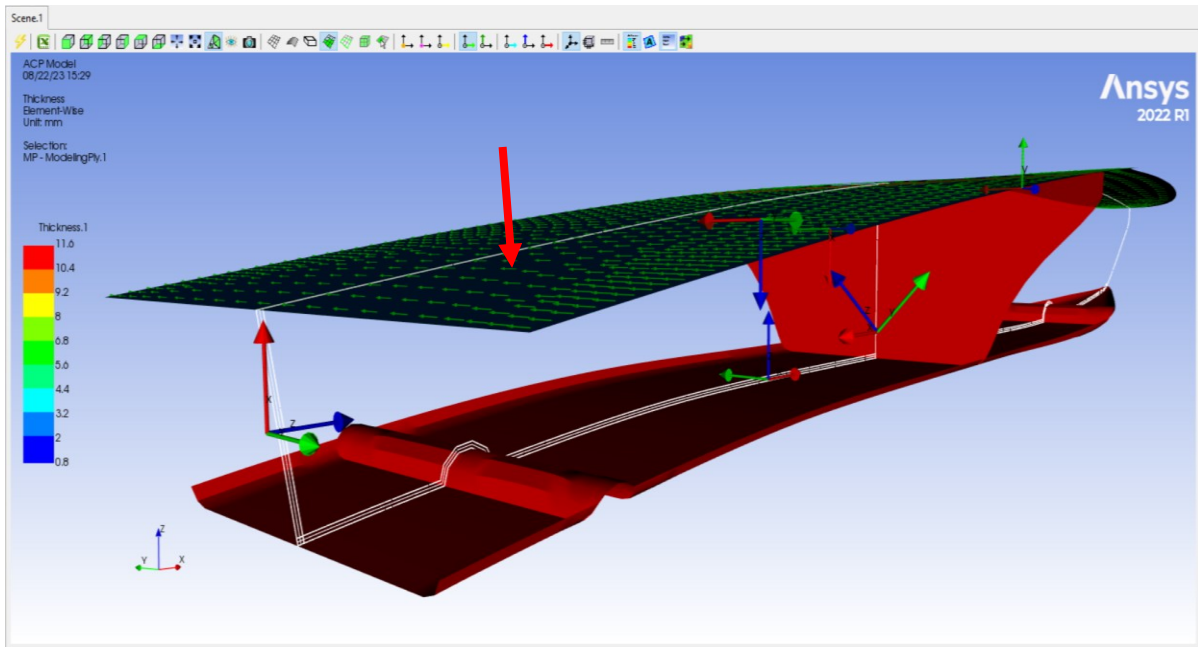 Scene.1
ACP Model
08/22/23 15:29
Thickness
Element-Wise
Unit: mm
Selection:
MP - ModelingPly.1
Ansys
2022 R1
Thickness.1
11.6
10.4
9.2
8
6.8
5.6
4.4
3.2
2
0.8
Y
X
Z
Y
X
Z
Y
X
Z